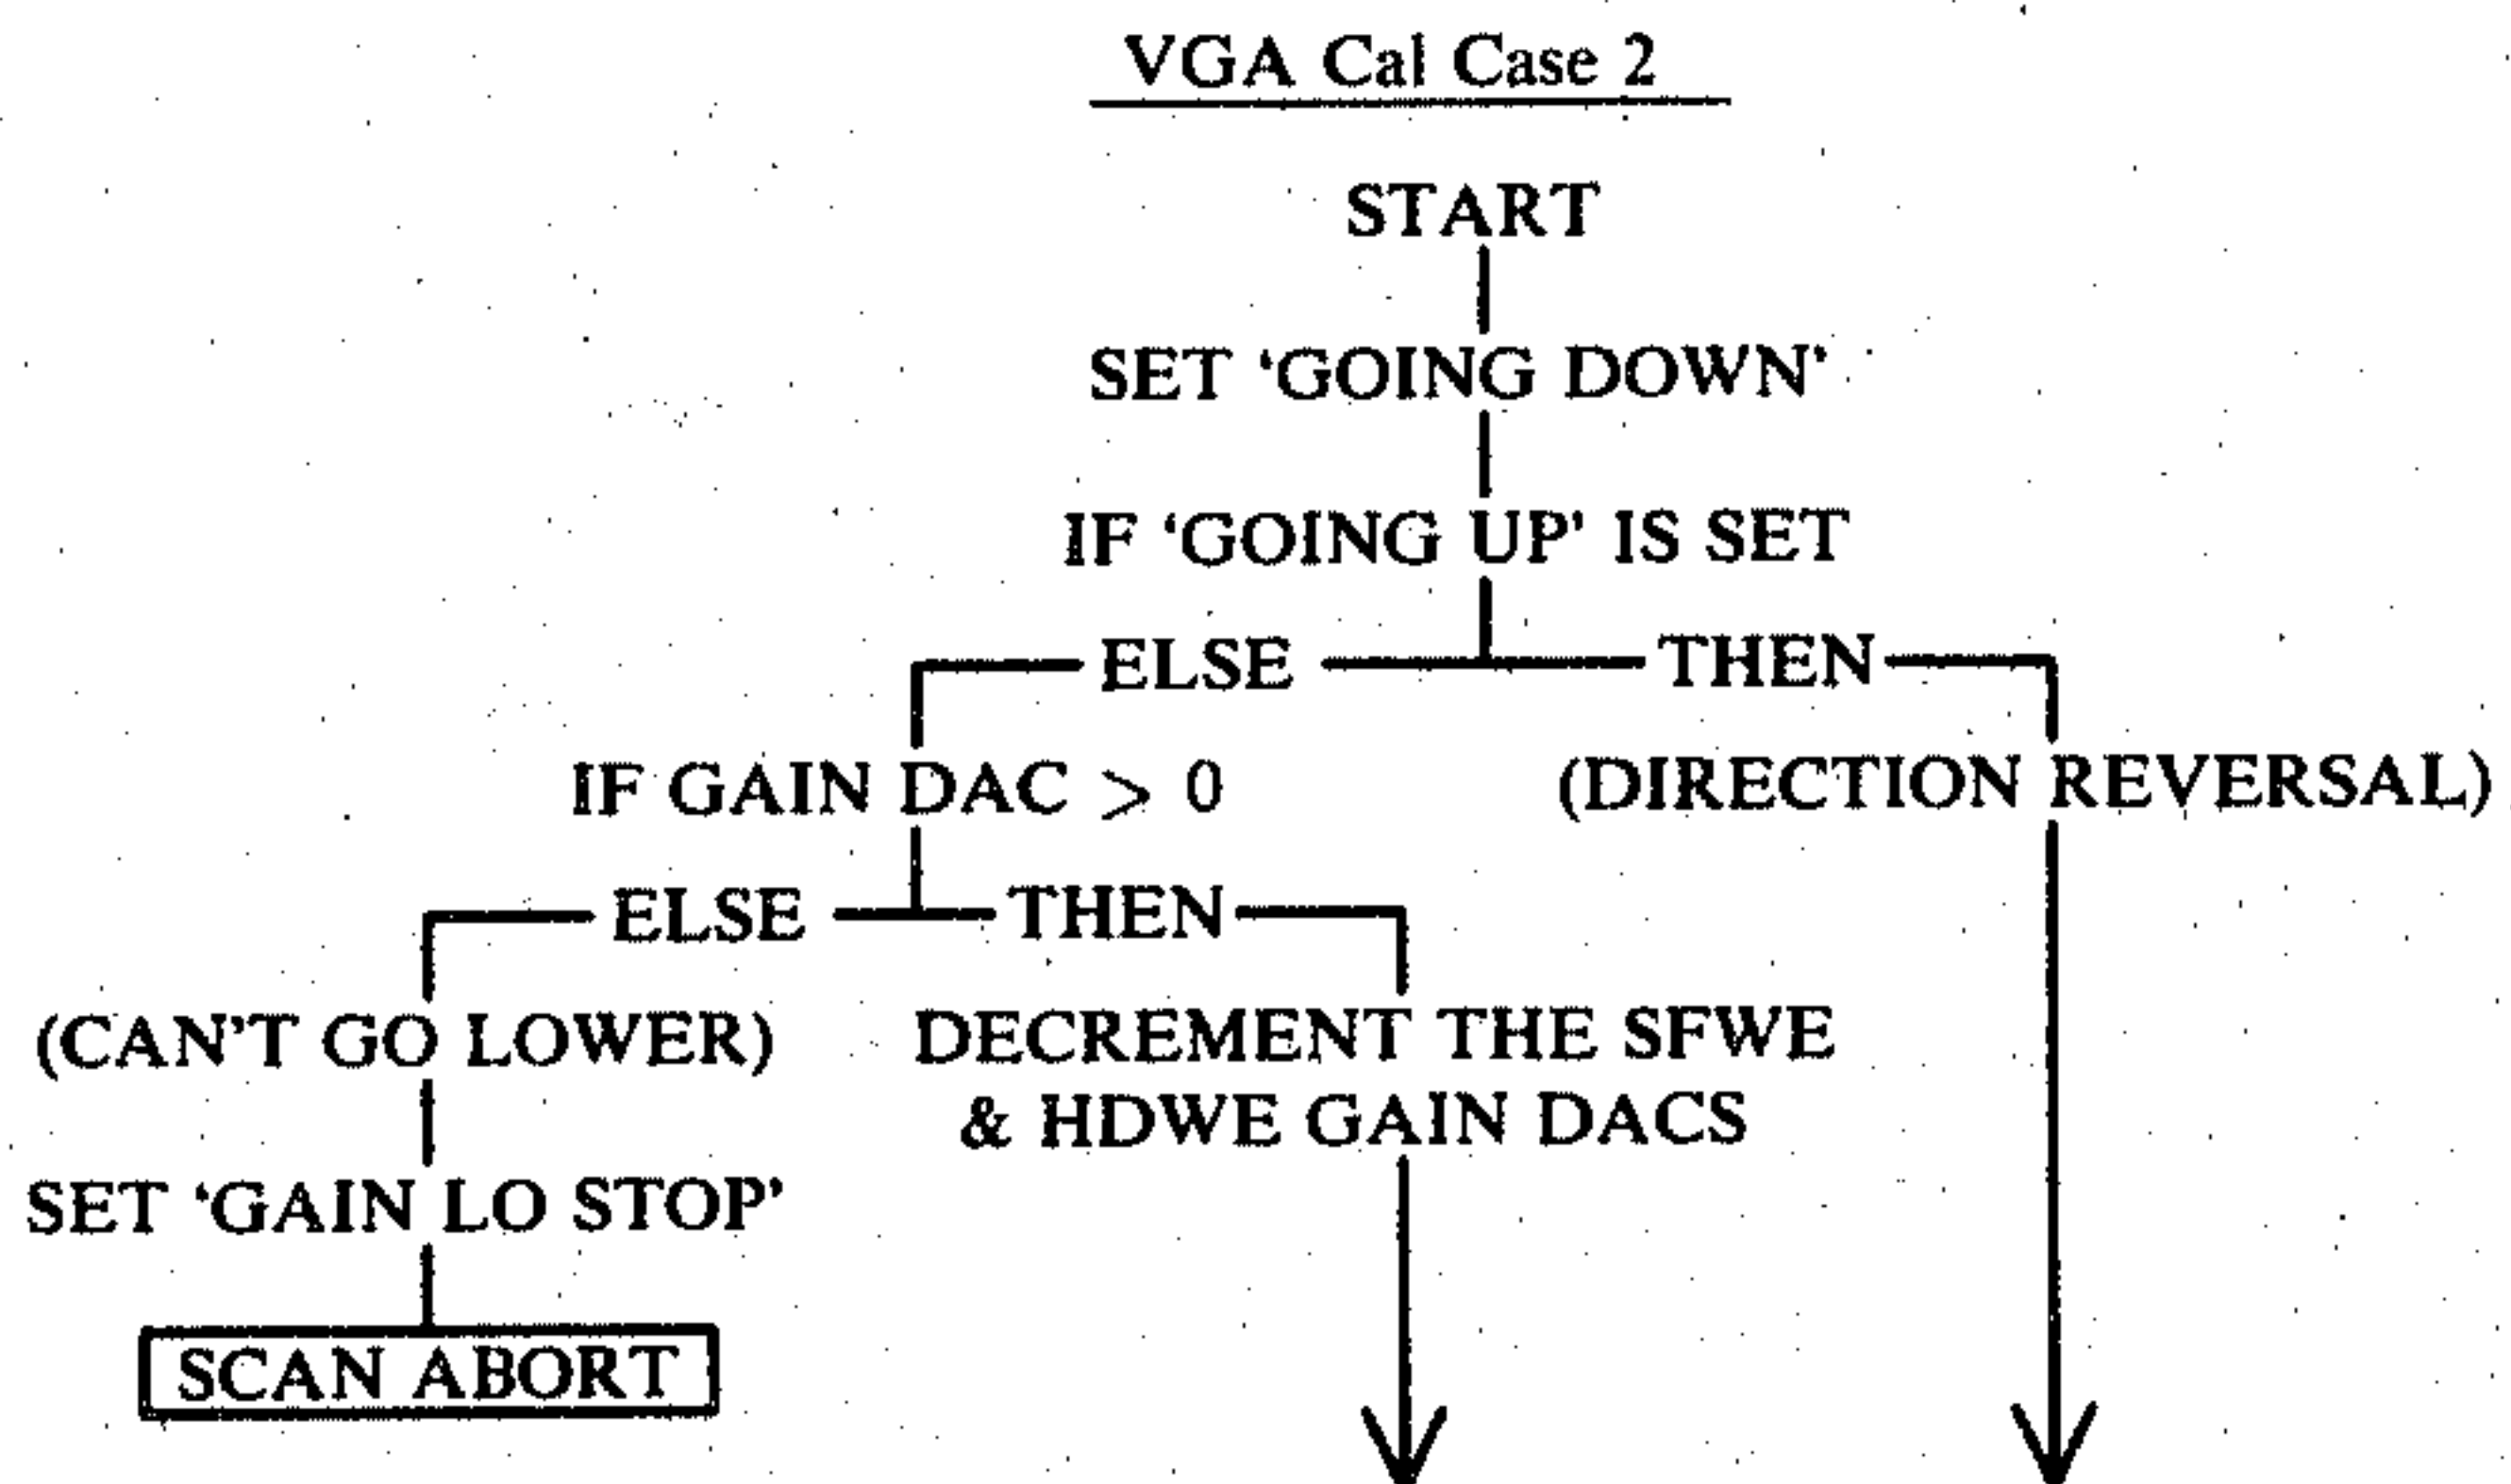 VGA Cal Case 2
START
SET ‘GOING DOWN’
IF ‘GOING UP’ IS SET
ELSE THEN
IF GAIN DAC > 0 (DIRECTION REVERSAL)
ELSE THEN
(CAN'T GO LOWER) DECREMENT THE SFWE
& HDWE GAIN DACS
SET ‘GAIN LO STOP’
SCAN ABORT